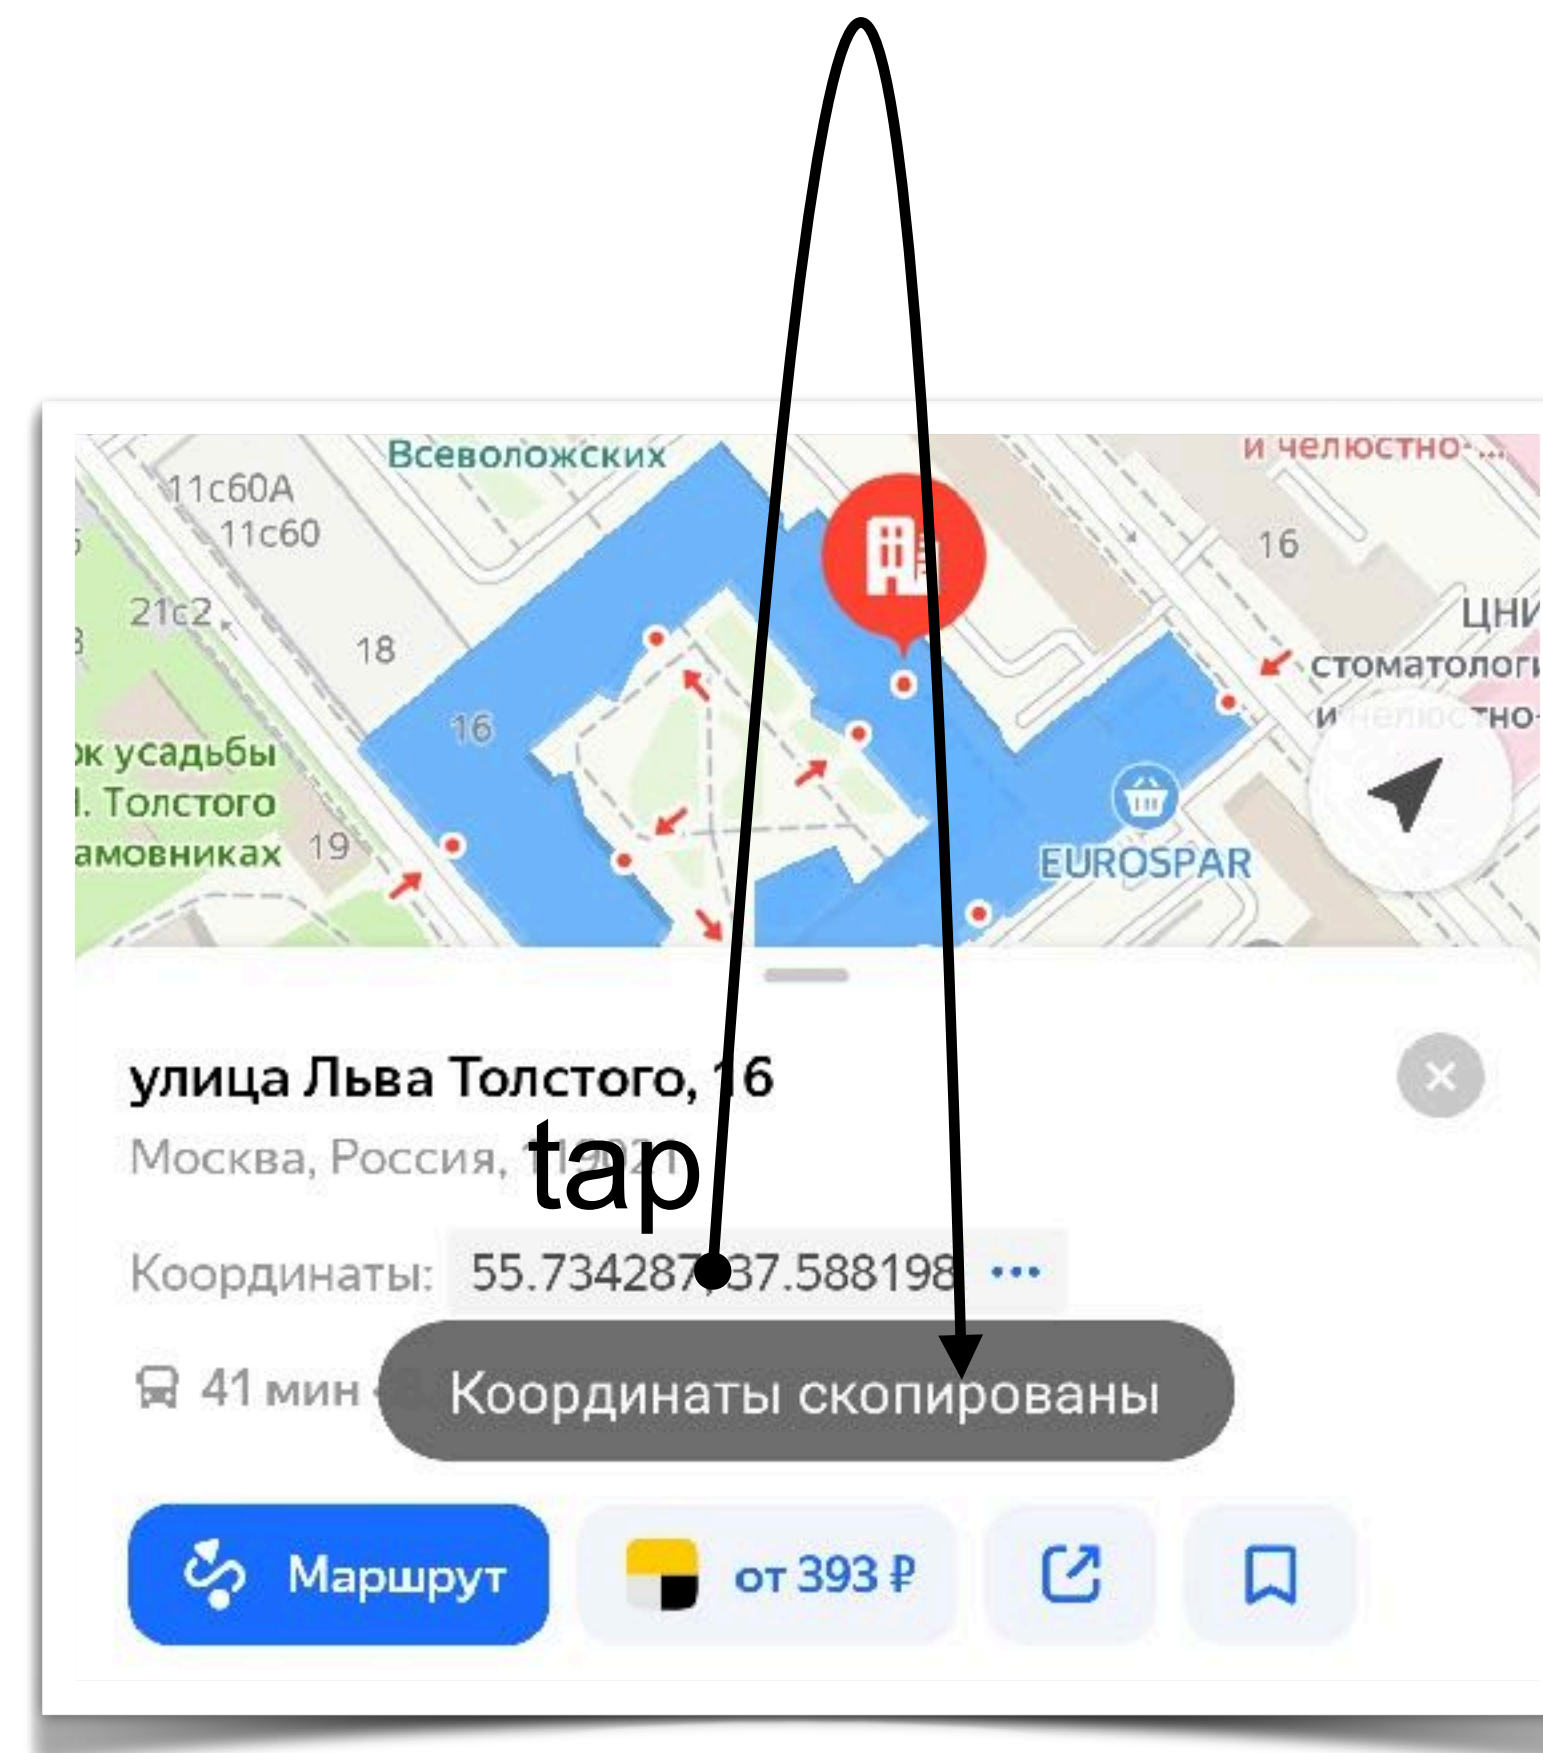 Всеволожских
и челюстно-...
11с60А
11с60
16
21с2
18
ЦНИ
стоматологи
16
ок усадьбы
Толстого
амовниках
19
EUROSPAR
улица Льва Толстого, 16
Москва, Россия, 119021
tap
Координаты: 55.734287, 37.588198 ...
41 мин
Координаты скопированы
Маршрут
от 393 ₽